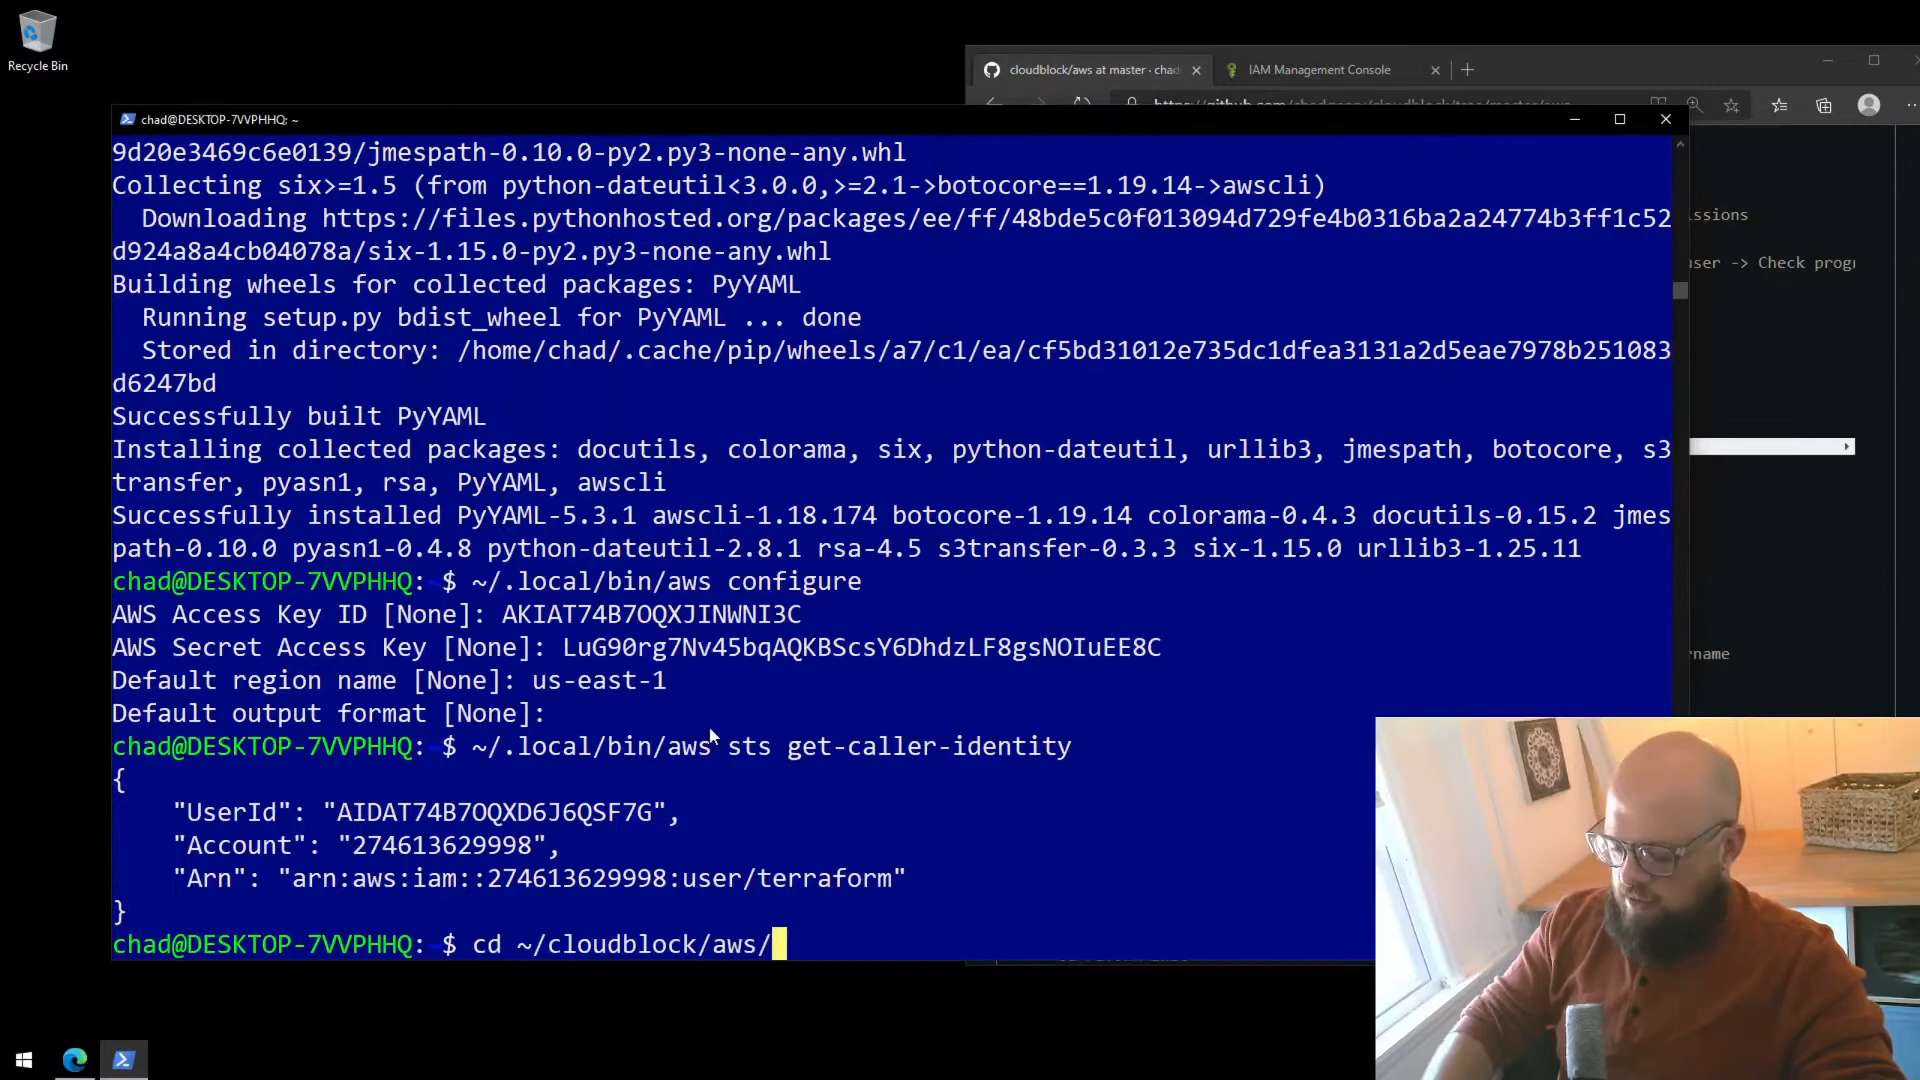 Recycle Bin
cloudblock/aws at master · chad
IAM Management Console
chad@DESKTOP-7VVPHHQ: ~
9d20e3469c6e0139/jmespath-0.10.0-py2.py3-none-any.whl
Collecting six>=1.5 (from python-dateutil<3.0.0,>=2.1->botocore==1.19.14->awscli)
Downloading https://files.pythonhosted.org/packages/ee/ff/48bde5c0f013094d729fe4b0316ba2a24774b3ff1c52
d924a8a4cb04078a/six-1.15.0-py2.py3-none-any.whl
Building wheels for collected packages: PyYAML
Running setup.py bdist_wheel for PyYAML ... done
Stored in directory: /home/chad/.cache/pip/wheels/a7/c1/ea/cf5bd31012e735dc1dfea3131a2d5eae7978b251083
d6247bd
Successfully built PyYAML
Installing collected packages: docutils, colorama, six, python-dateutil, urllib3, jmespath, botocore, s3
transfer, pyasn1, rsa, PyYAML, awscli
Successfully installed PyYAML-5.3.1 awscli-1.18.174 botocore-1.19.14 colorama-0.4.3 docutils-0.15.2 jmes
path-0.10.0 pyasn1-0.4.8 python-dateutil-2.8.1 rsa-4.5 s3transfer-0.3.3 six-1.15.0 urllib3-1.25.11
chad@DESKTOP-7VVPHHQ:~$ ~/.local/bin/aws configure
AWS Access Key ID [None]: AKIAT74B7OQXJINWNI3C
AWS Secret Access Key [None]: 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
Default region name [None]: us-east-1
Default output format [None]:
chad@DESKTOP-7VVPHHQ:~$ ~/.local/bin/aws sts get-caller-identity
{
"UserId": "AIDAT74B7OQXD6J6QSF7G",
"Account": "274613629998",
"Arn": "arn:aws:iam::274613629998:user/terraform"
}
chad@DESKTOP-7VVPHHQ:~$ cd ~/cloudblock/aws/
ssions
user -> Check progr
name